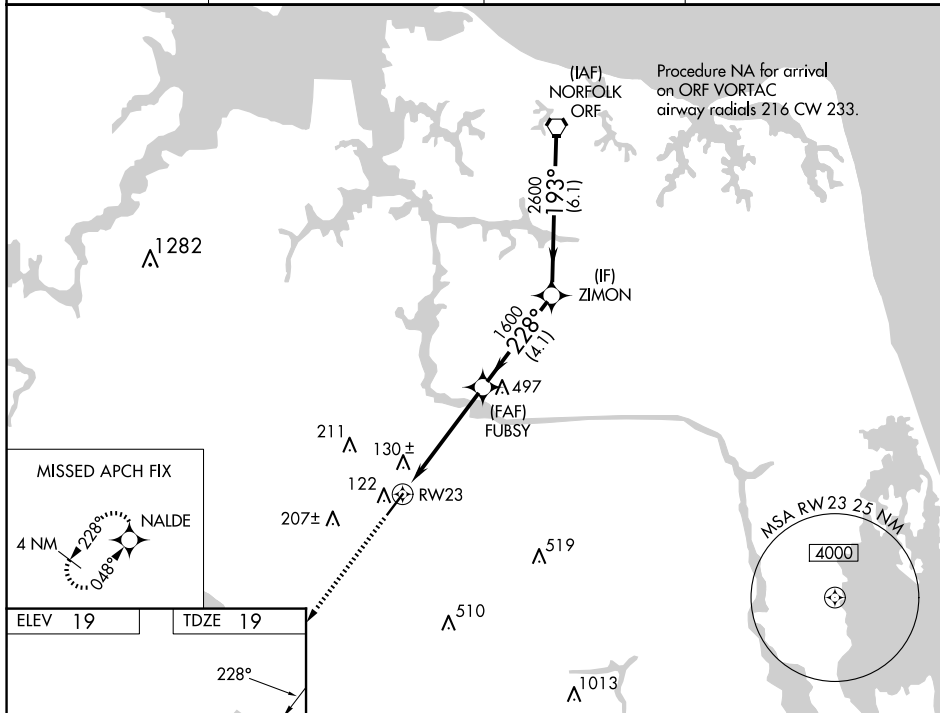 (IAF)
NORFOLK
ORF
Procedure NA for arrival
on ORF VORTAC
airway radials 216 CW 233.
2600
193°
(6.1)
1282
(IF)
ZIMON
1600
228°
(4.1)
497
(FAF)
FUBSY
211
130±
122
RW23
207±
MISSED APCH FIX
NALDE
4 NM
228°
048°
519
510
1013
MSA RW23 25 NM
4000
ELEV 19
TDZE 19
228°